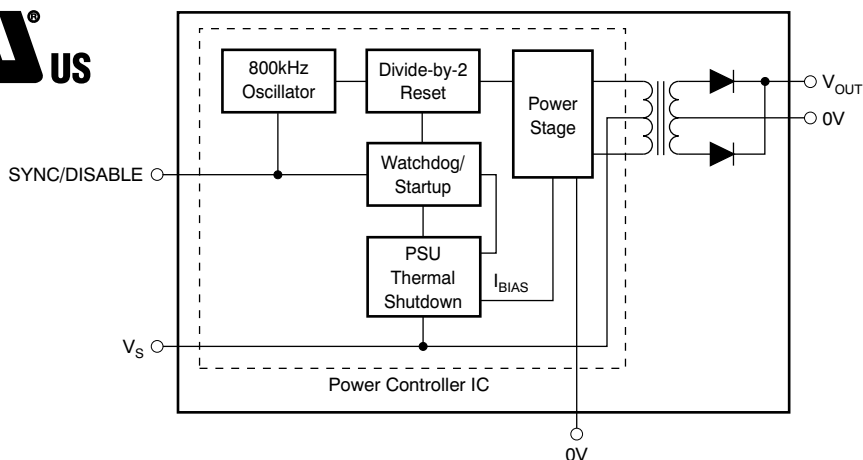 ®
US
800kHz
Oscillator
Divide-by-2
Reset
Power
Stage
V_OUT
0V
SYNC/DISABLE
Watchdog/
Startup
PSU
Thermal
Shutdown
I_BIAS
V_S
Power Controller IC
0V